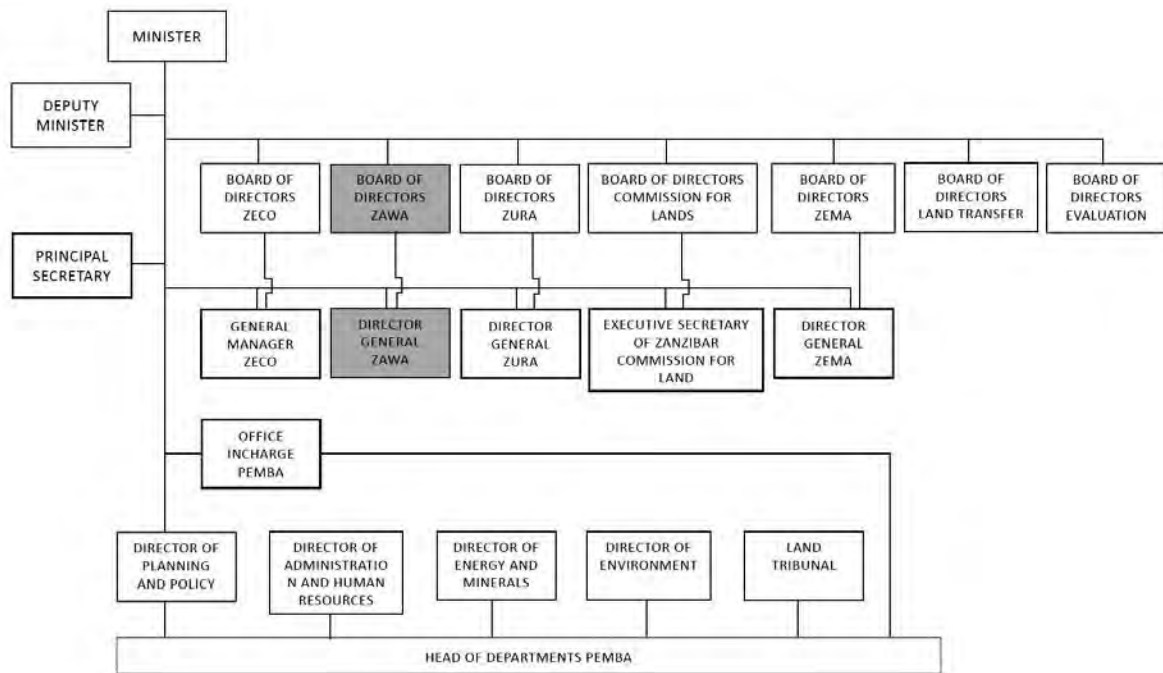 MINISTER
DEPUTY
MINISTER
BOARD OF
DIRECTORS
ZECO
BOARD OF
DIRECTORS
ZAWA
BOARD OF
DIRECTORS
ZURA
BOARD OF DIRECTORS
COMMISSION FOR
LANDS
BOARD OF
DIRECTORS
ZEMA
BOARD OF
DIRECTORS
LAND TRANSFER
BOARD OF
DIRECTORS
EVALUATION
PRINCIPAL
SECRETARY
GENERAL
MANAGER
ZECO
DIRECTOR
GENERAL
ZAWA
DIRECTOR
GENERAL
ZURA
EXECUTIVE SECRETARY
OF ZANZIBAR
COMMISSION FOR
LAND
DIRECTOR
GENERAL
ZEMA
OFFICE
INCHARGE
PEMBA
DIRECTOR OF
PLANNING
AND POLICY
DIRECTOR OF
ADMINISTRATIO
N AND HUMAN
RESOURCES
DIRECTOR OF
ENERGY AND
MINERALS
DIRECTOR OF
ENVIRONMENT
LAND
TRIBUNAL
HEAD OF DEPARTMENTS PEMBA